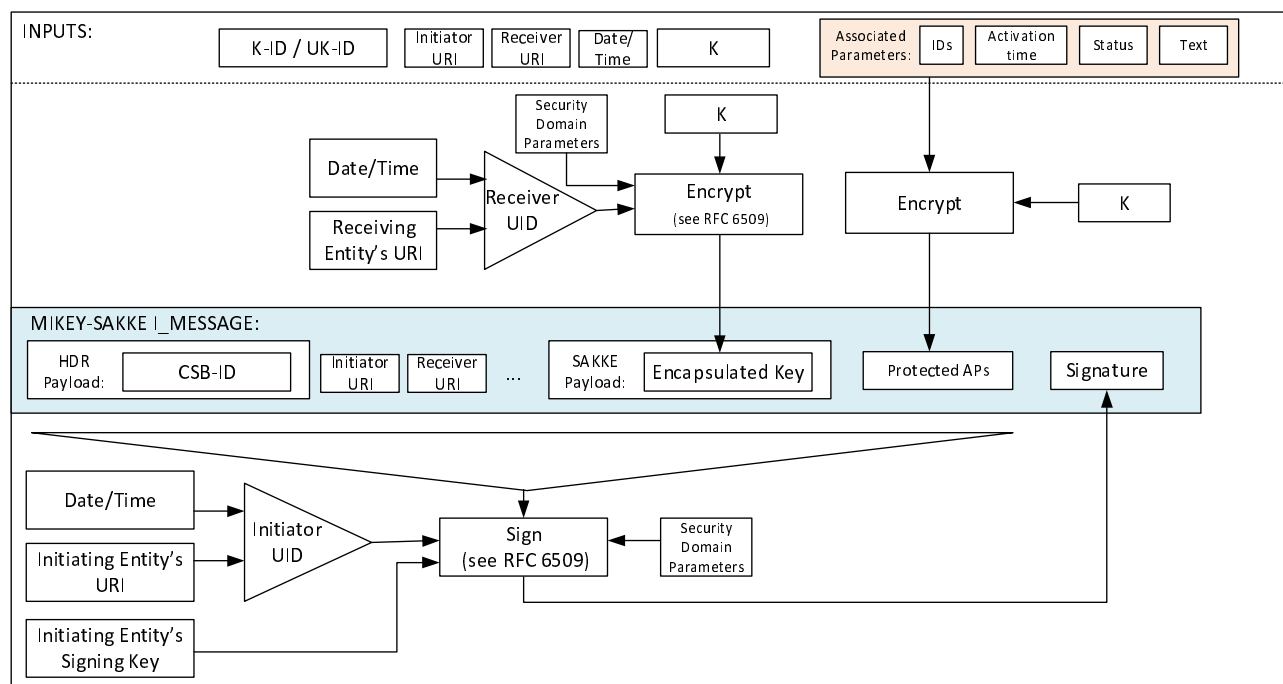 INPUTS:
K-ID / UK-ID
Initiator
URI
Receiver
URI
Date/
Time
K
Associated
Parameters:
IDs
Activation
time
Status
Text
Security
Domain
Parameters
K
Date/Time
Receiving
Entity's URI
Receiver
UID
Encrypt
(see RFC 6509)
Encrypt
K
MIKEY-SAKKE I_MESSAGE:
HDR
Payload:
CSB-ID
Initiator
URI
Receiver
URI
...
SAKKE
Payload:
Encapsulated Key
Protected APs
Signature
Date/Time
Initiating Entity's
URI
Initiator
UID
Sign
(see RFC 6509)
Security
Domain
Parameters
Initiating Entity's
Signing Key